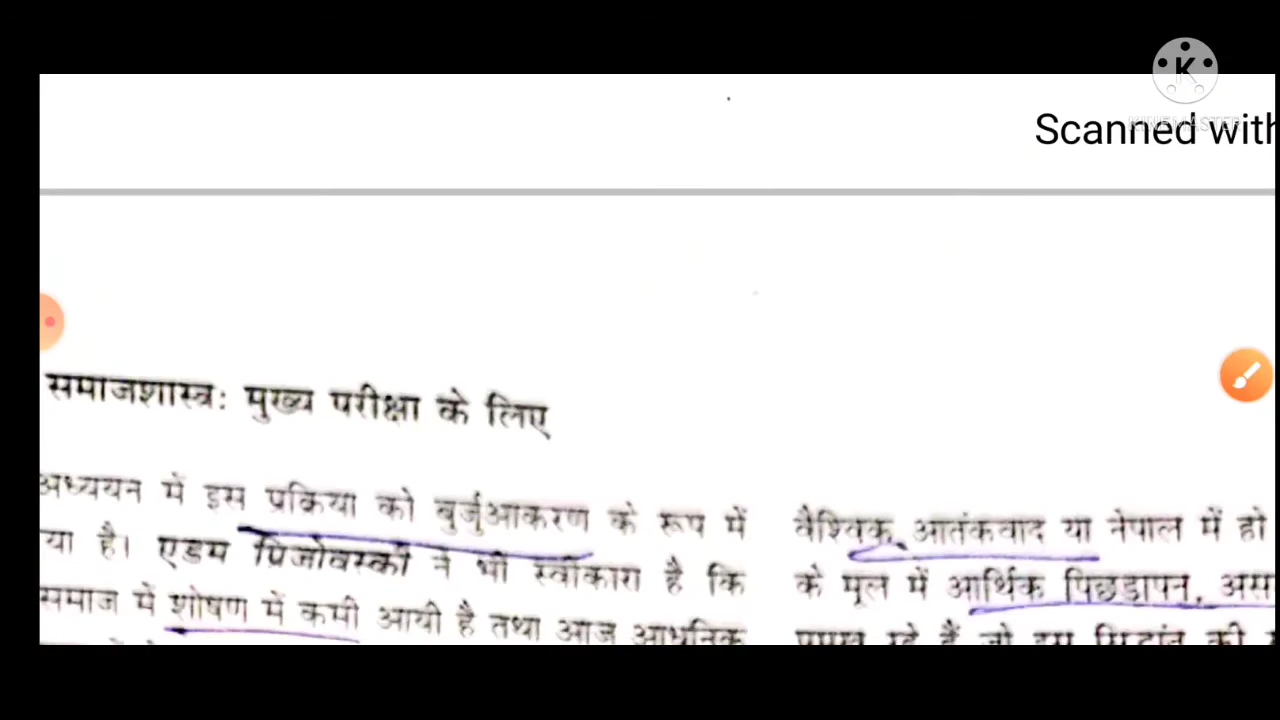 K
KINEMASTER
Scanned with
समाजशास्त्र: मुख्य परीक्षा के लिए
अध्ययन में इस प्रक्रिया को बुर्जुआकरण के रूप में
या है। एडम प्रिजोवस्की ने भी स्वीकारा है कि
समाज में शोषण में कमी आयी है तथा आज आधुनिक
वैश्विक आतंकवाद या नेपाल में हो
के मूल में आर्थिक पिछड़ापन, अस